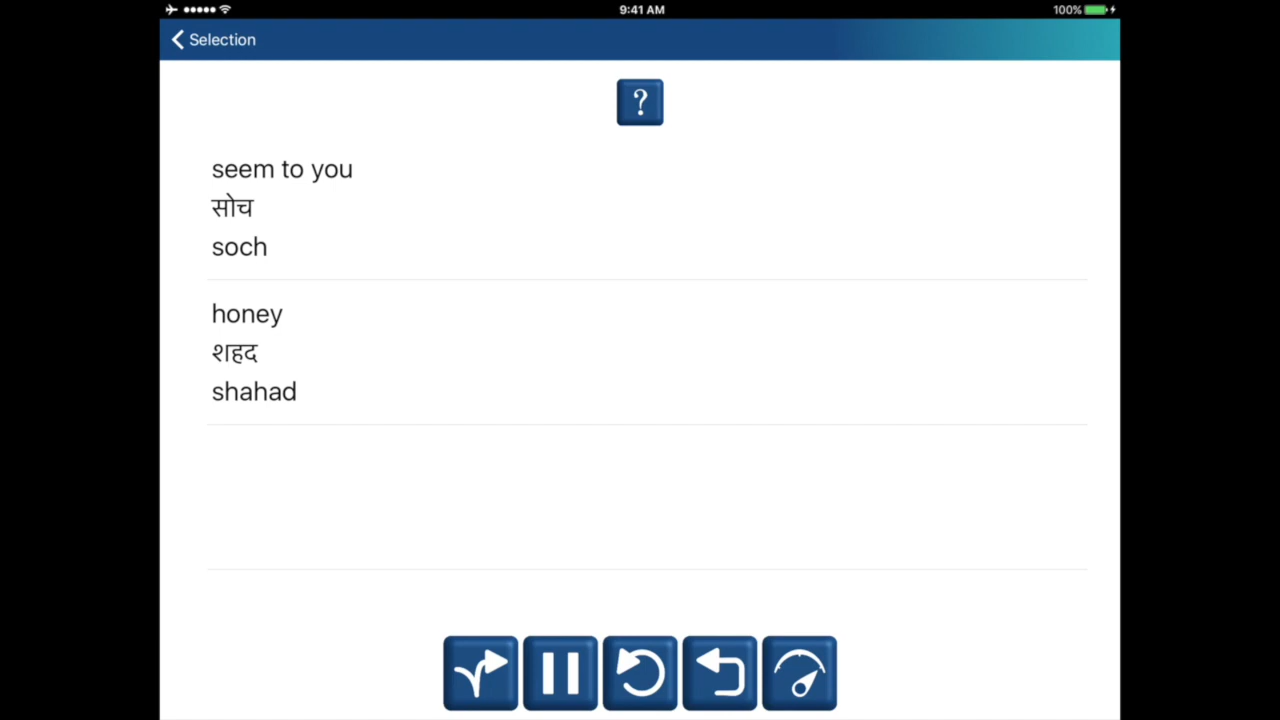 9:41 AM
100%
Selection
?
seem to you
सोच
soch
honey
शहद
shahad